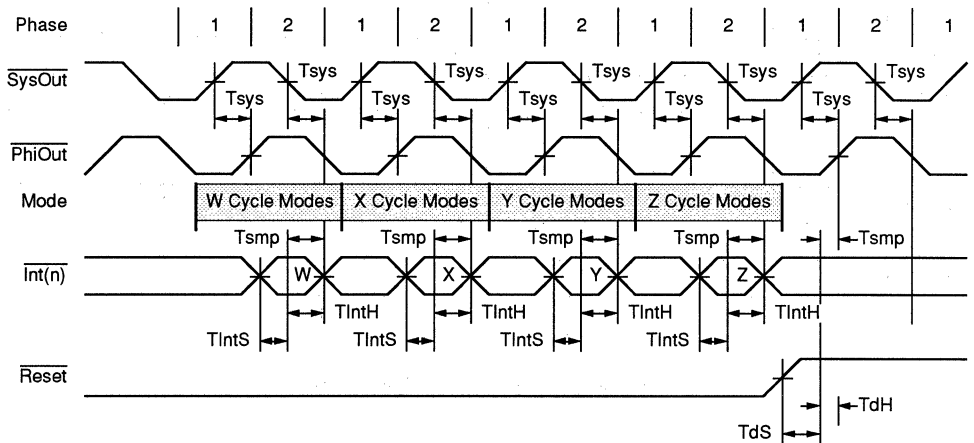 Phase 1 2 1 2 1 2 1 2 1 2 1
SysOut Tsys Tsys Tsys Tsys Tsys
Tsys Tsys Tsys Tsys Tsys
PhiOut
Mode W Cycle Modes X Cycle Modes Y Cycle Modes Z Cycle Modes
Tsmp Tsmp Tsmp Tsmp Tsmp
Int(n) W X Y Z
TIntH TIntH TIntH TIntH
TIntS TIntS TIntS TIntS
Reset
TdH
TdS